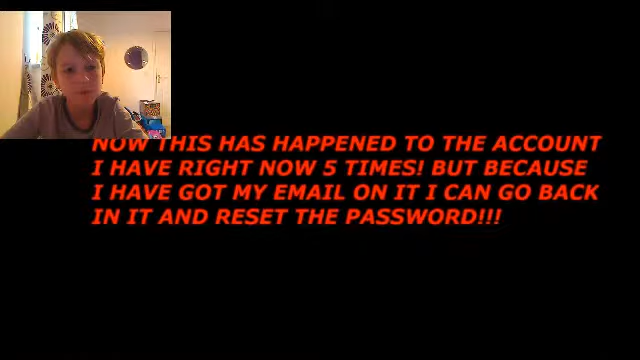 NOW THIS HAS HAPPENED TO THE ACCOUNT
I HAVE RIGHT NOW 5 TIMES! BUT BECAUSE
I HAVE GOT MY EMAIL ON IT I CAN GO BACK
IN IT AND RESET THE PASSWORD!!!